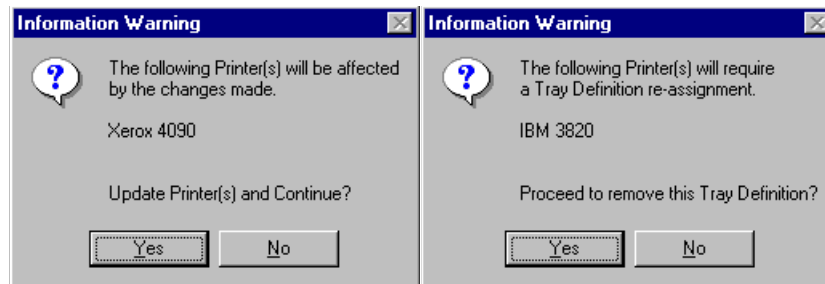 Information Warning
The following Printer(s) will be affected
by the changes made.
Xerox 4090
Update Printer(s) and Continue?
Yes
No
Information Warning
The following Printer(s) will require
a Tray Definition re-assignment.
IBM 3820
Proceed to remove this Tray Definition?
Yes
No